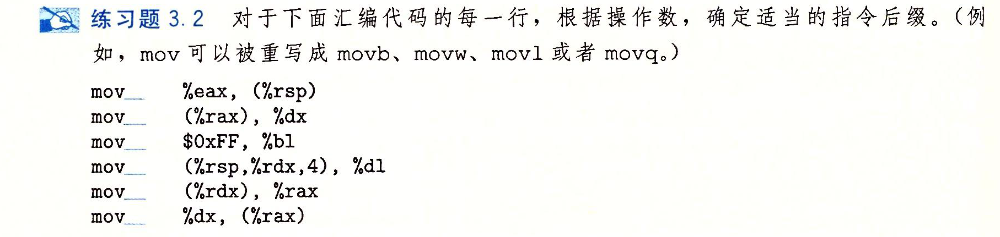 练习题 3.2 对于下面汇编代码的每一行，根据操作数，确定适当的指令后缀。（例
如，mov 可以被重写成 movb、movw、movl 或者 movq。）
mov__ %eax, (%rsp)
mov__ (%rax), %dx
mov__ $0xFF, %bl
mov__ (%rsp,%rdx,4), %dl
mov__ (%rdx), %rax
mov__ %dx, (%rax)